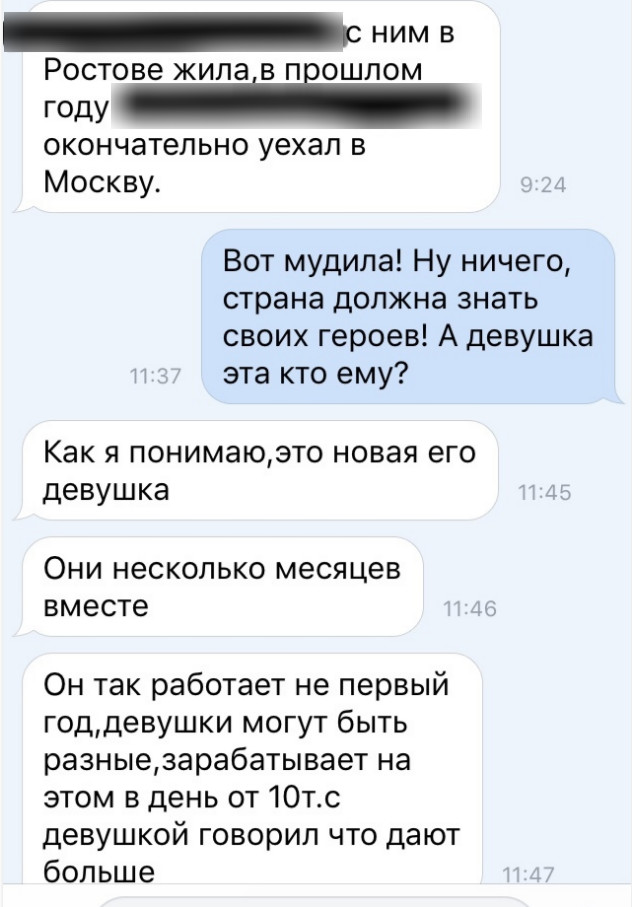 с ним в
Ростове жила,в прошлом
году
окончательно уехал в
Москву.
9:24
Вот мудила! Ну ничего,
страна должна знать
своих героев! А девушка
эта кто ему?
11:37
Как я понимаю,это новая его
девушка
11:45
Они несколько месяцев
вместе
11:46
Он так работает не первый
год,девушки могут быть
разные,зарабатывает на
этом в день от 10т.с
девушкой говорил что дают
больше
11:47